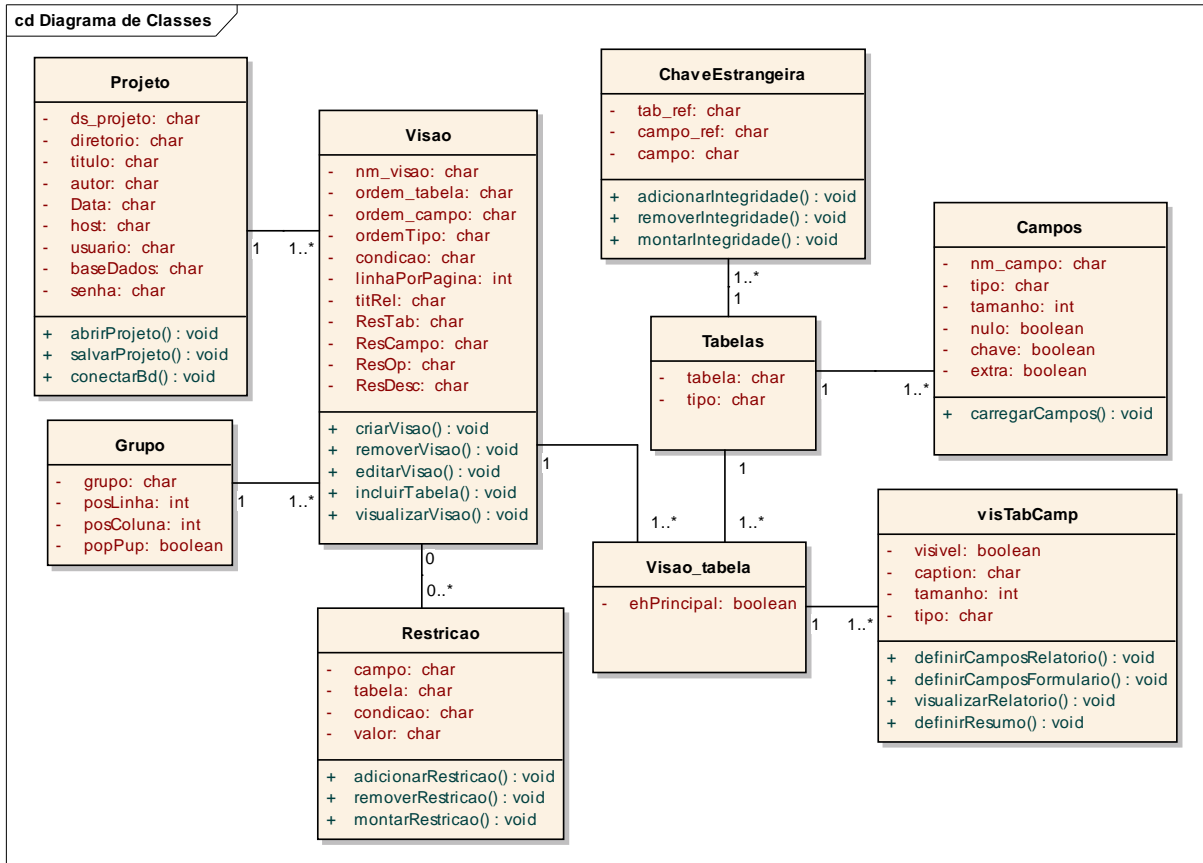 cd Diagrama de Classes
Projeto
- ds_projeto: char
- diretorio: char
- titulo: char
- autor: char
- Data: char
- host: char
- usuario: char
- baseDados: char
- senha: char
+ abrirProjeto() : void
+ salvarProjeto() : void
+ conectarBd() : void
1
1..*
Visao
- nm_visao: char
- ordem_tabela: char
- ordem_campo: char
- ordemTipo: char
- condicao: char
- linhaPorPagina: int
- titRel: char
- ResTab: char
- ResCampo: char
- ResOp: char
- ResDesc: char
+ criarVisao() : void
+ removerVisao() : void
+ editarVisao() : void
+ incluirTabela() : void
+ visualizarVisao() : void
ChaveEstrangeira
- tab_ref: char
- campo_ref: char
- campo: char
+ adicionarIntegridade() : void
+ removerIntegridade() : void
+ montarIntegridade() : void
1..*
1
Tabelas
- tabela: char
- tipo: char
1
1..*
Campos
- nm_campo: char
- tipo: char
- tamanho: int
- nulo: boolean
- chave: boolean
- extra: boolean
+ carregarCampos() : void
Grupo
- grupo: char
- posLinha: int
- posColuna: int
- popPup: boolean
1
1..*
1
1..*
1
1..*
Visao_tabela
- ehPrincipal: boolean
1
1..*
visTabCamp
- visivel: boolean
- caption: char
- tamanho: int
- tipo: char
+ definirCamposRelatorio() : void
+ definirCamposFormulario() : void
+ visualizarRelatorio() : void
+ definirResumo() : void
0
0..*
Restricao
- campo: char
- tabela: char
- condicao: char
- valor: char
+ adicionarRestricao() : void
+ removerRestricao() : void
+ montarRestricao() : void